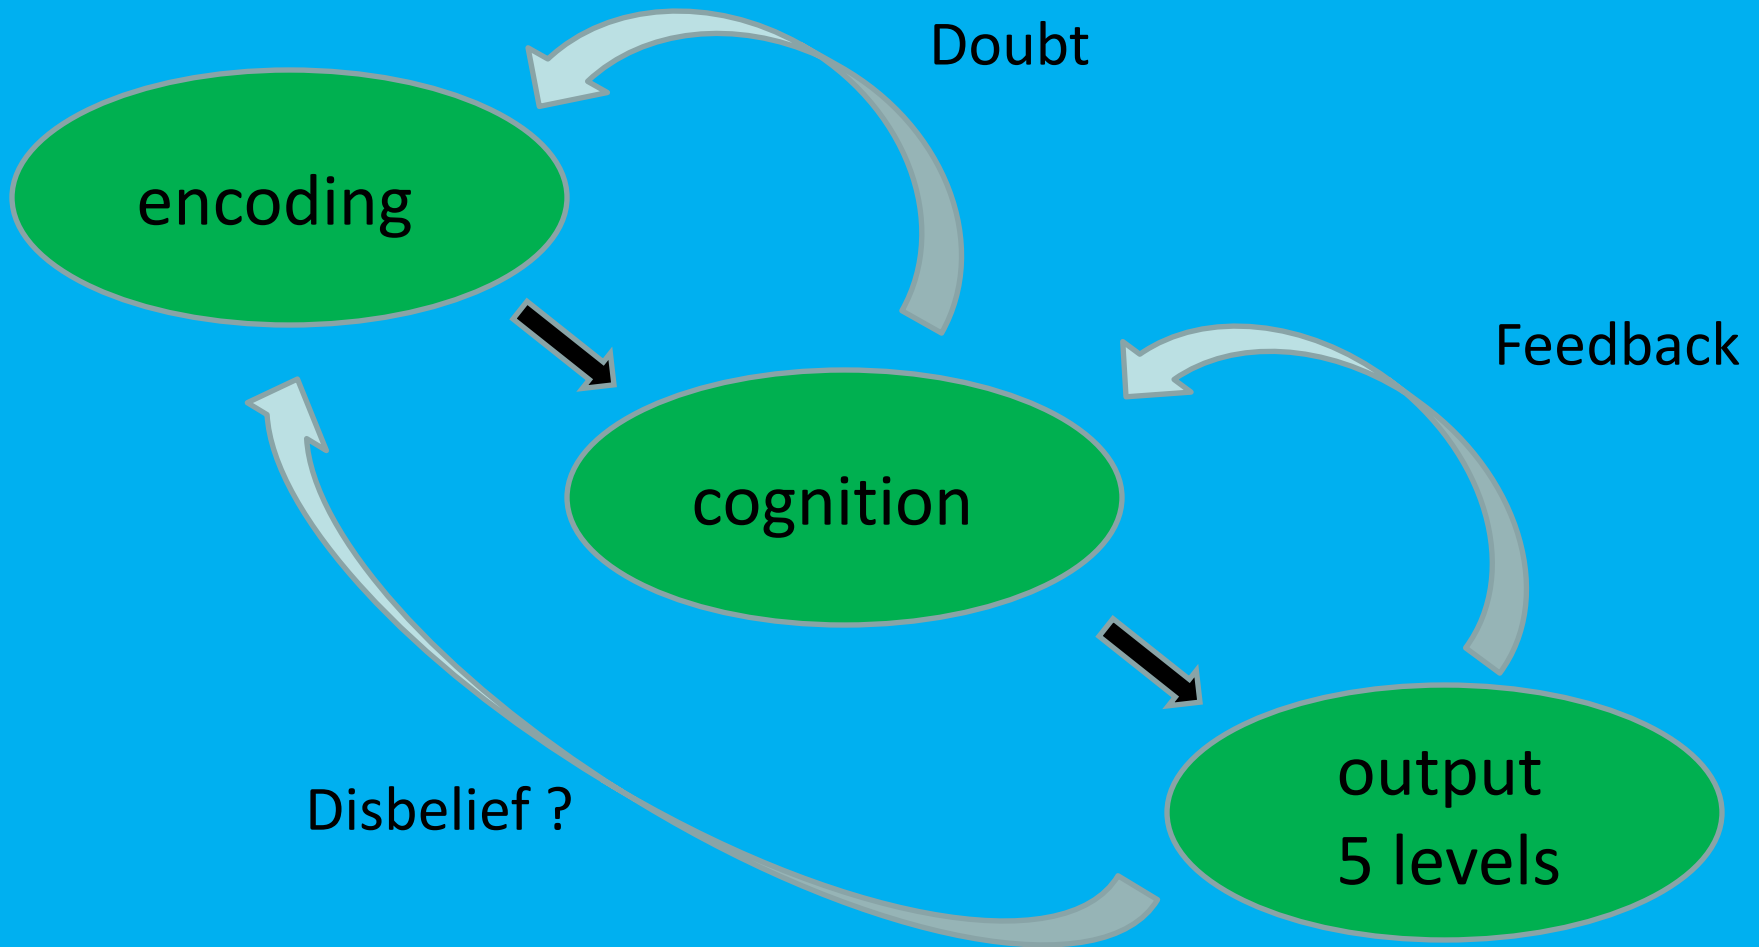 Doubt
encoding
Feedback
cognition
output
5 levels
Disbelief ?